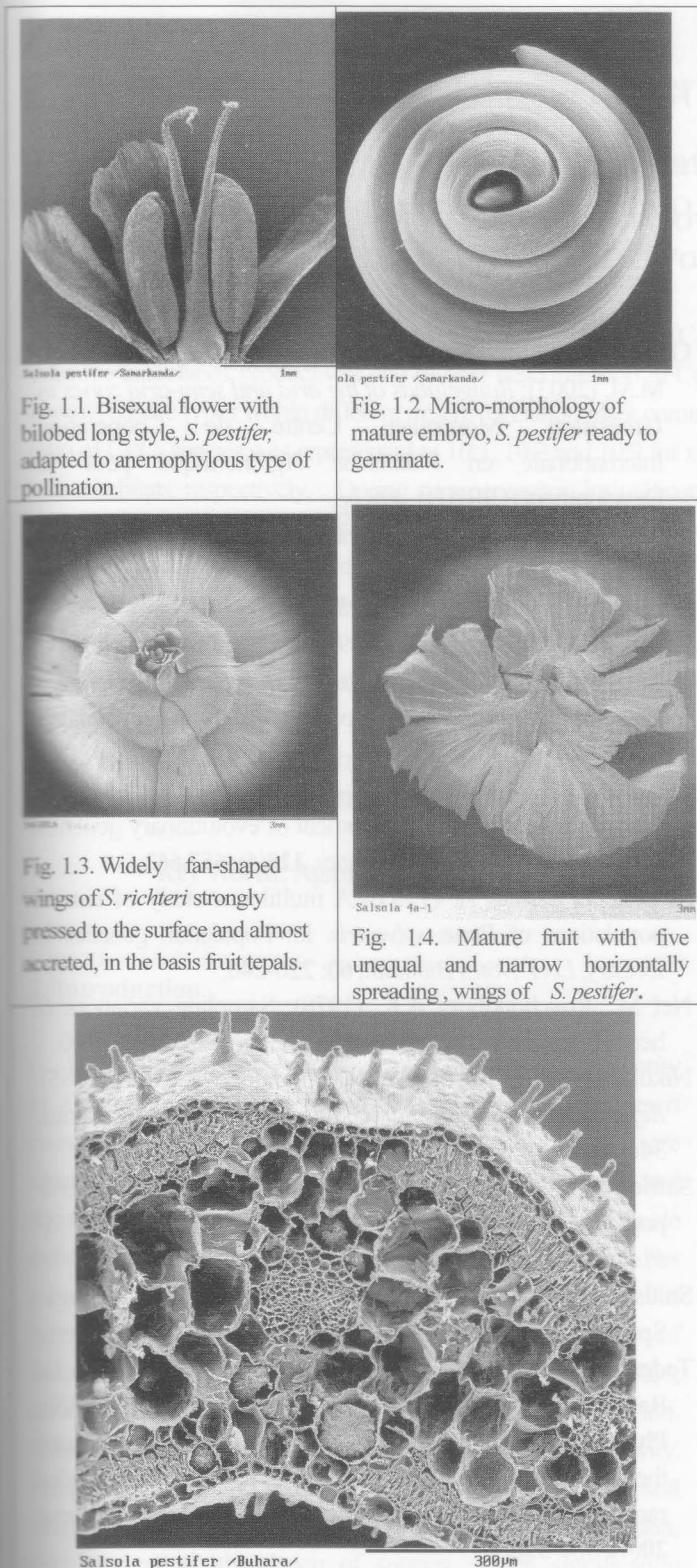 Salsola pestifer /Samarkanda/ 1mm
Fig. 1.1. Bisexual flower with
bilobed long style, S. pestifer,
adapted to anemophylous type of
pollination.
ola pestifer /Samarkanda/ 1mm
Fig. 1.2. Micro-morphology of
mature embryo, S. pestifer ready to
germinate.
3mm
Fig. 1.3. Widely fan-shaped
wings of S. richteri strongly
pressed to the surface and almost
accreted, in the basis fruit tepals.
Salsola 4a-1 3mm
Fig. 1.4. Mature fruit with five
unequal and narrow horizontally
spreading , wings of S. pestifer.
Salsola pestifer /Buhara/ 300µm